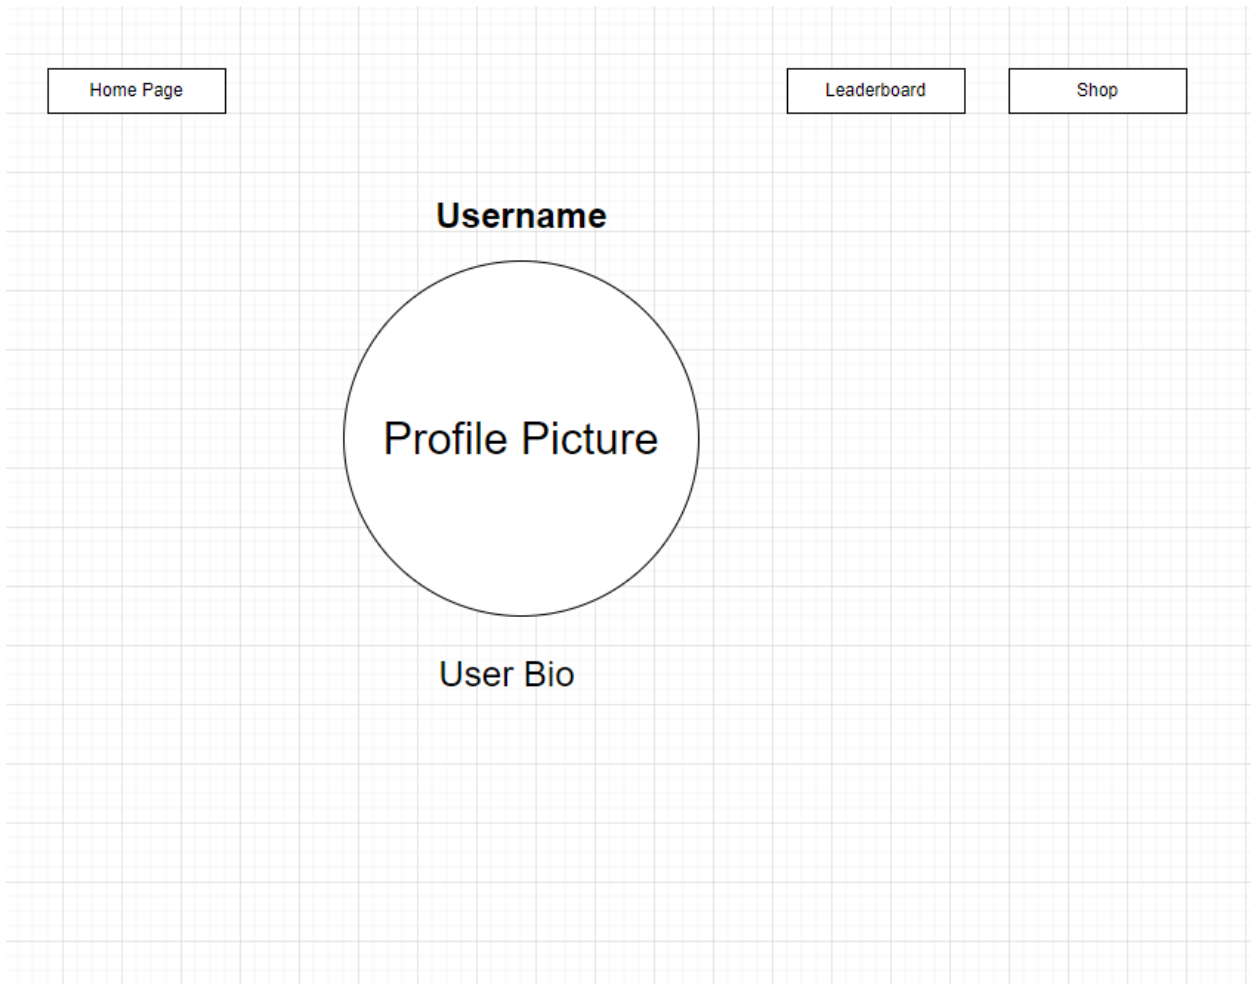 Home Page
Leaderboard
Shop
Username
Profile Picture
User Bio